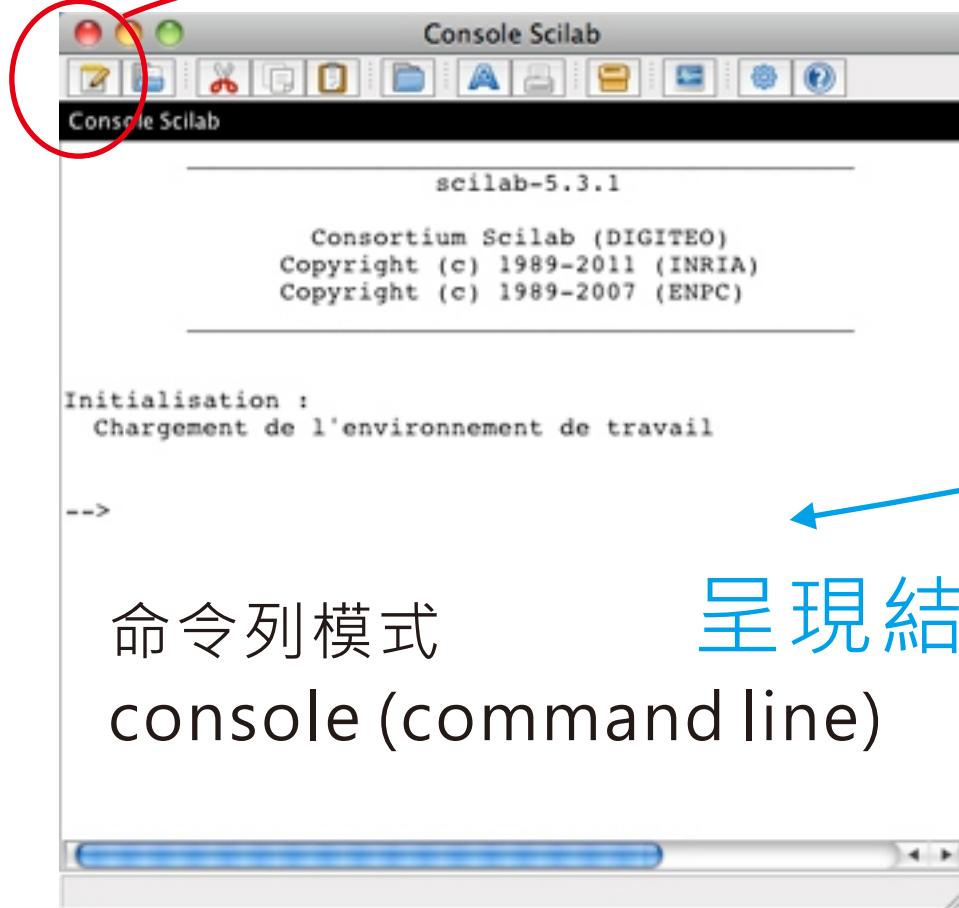 Console Scilab
Console Scilab
scilab-5.3.1
Consortium Scilab (DIGITEO)
Copyright (c) 1989-2011 (INRIA)
Copyright (c) 1989-2007 (ENPC)
Initialisation :
Chargement de l'environnement de travail
-->
命令列模式
呈現結
console (command line)